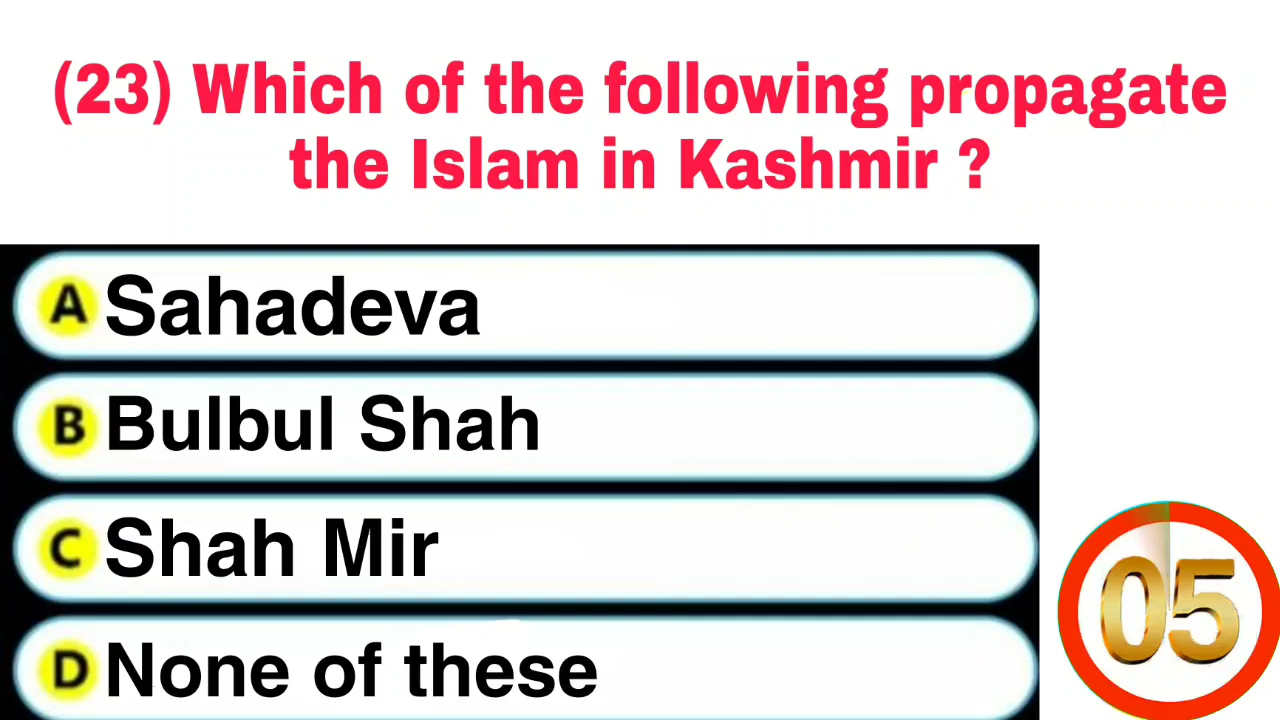 (23) Which of the following propagate
the Islam in Kashmir ?
A Sahadeva
B Bulbul Shah
C Shah Mir
D None of these
05